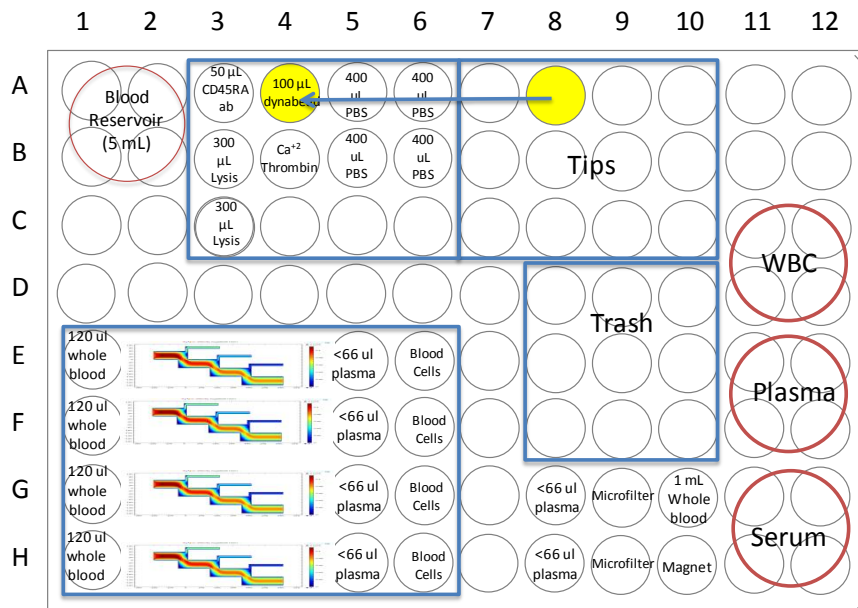 1 2 3 4 5 6 7 8 9 10 11 12
A
Blood
Reservoir
(5 mL)
50 µL
CD45RA
ab
100 µL
dynabead
400
ul
PBS
400
ul
PBS
B
300
µL
Lysis
Ca+2
Thrombin
400
uL
PBS
400
uL
PBS
Tips
C
300
µL
Lysis
WBC
D
Trash
E
120 ul
whole
blood
<66 ul
plasma
Blood
Cells
Plasma
F
120 ul
whole
blood
<66 ul
plasma
Blood
Cells
G
120 ul
whole
blood
<66 ul
plasma
Blood
Cells
<66 ul
plasma
Microfilter
1 mL
Whole
blood
Serum
H
120 ul
whole
blood
<66 ul
plasma
Blood
Cells
<66 ul
plasma
Microfilter
Magnet